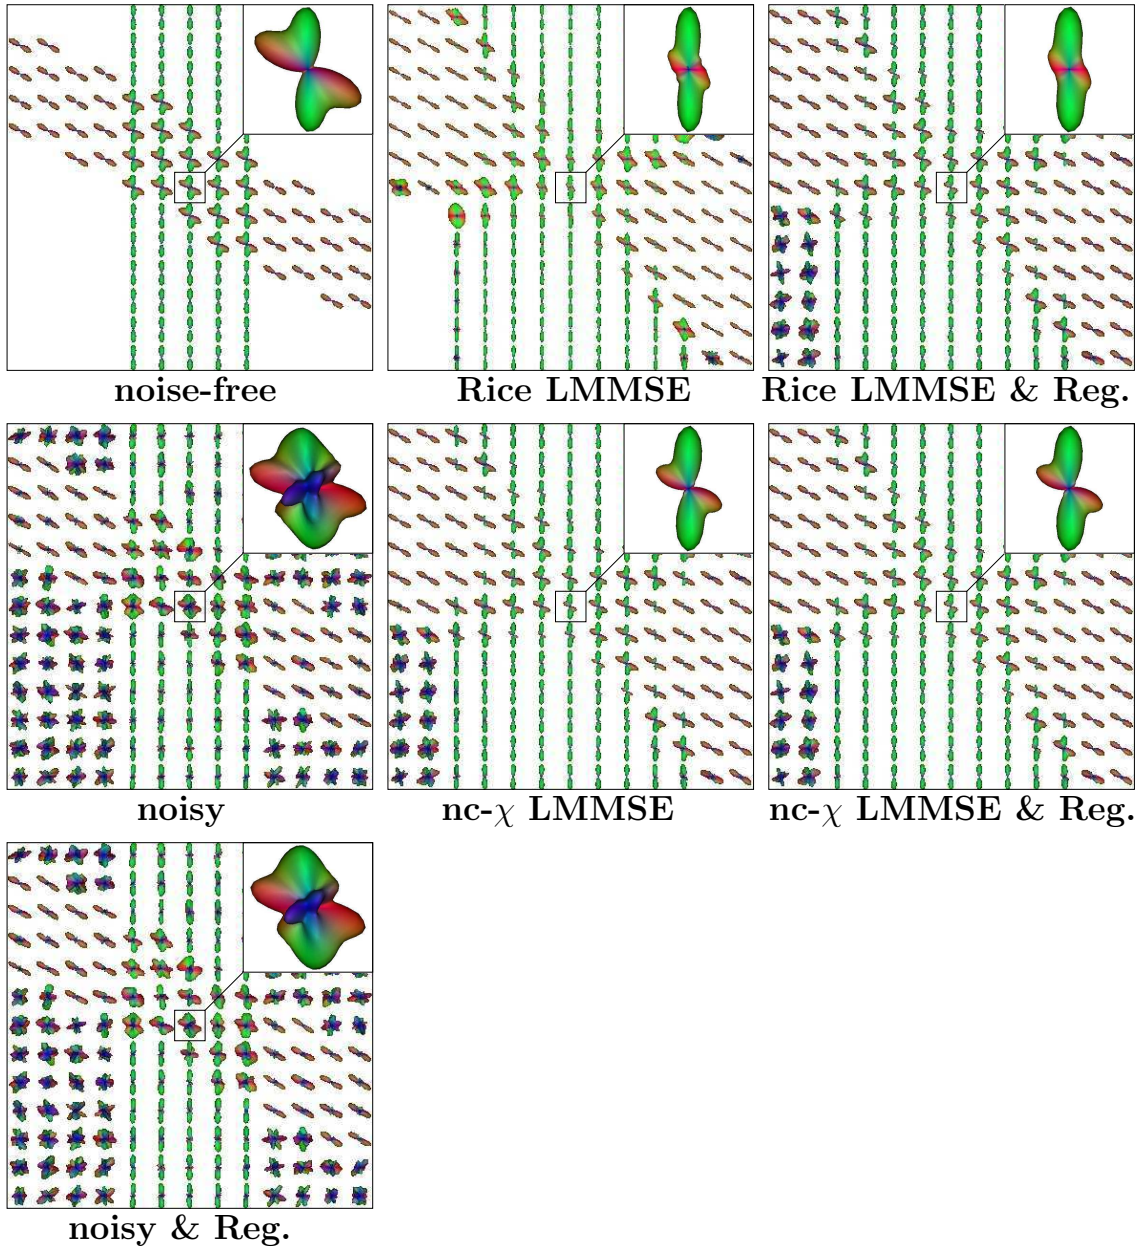 noise-free
Rice LMMSE
Rice LMMSE & Reg.
noisy
nc-χ LMMSE
nc-χ LMMSE & Reg.
noisy & Reg.